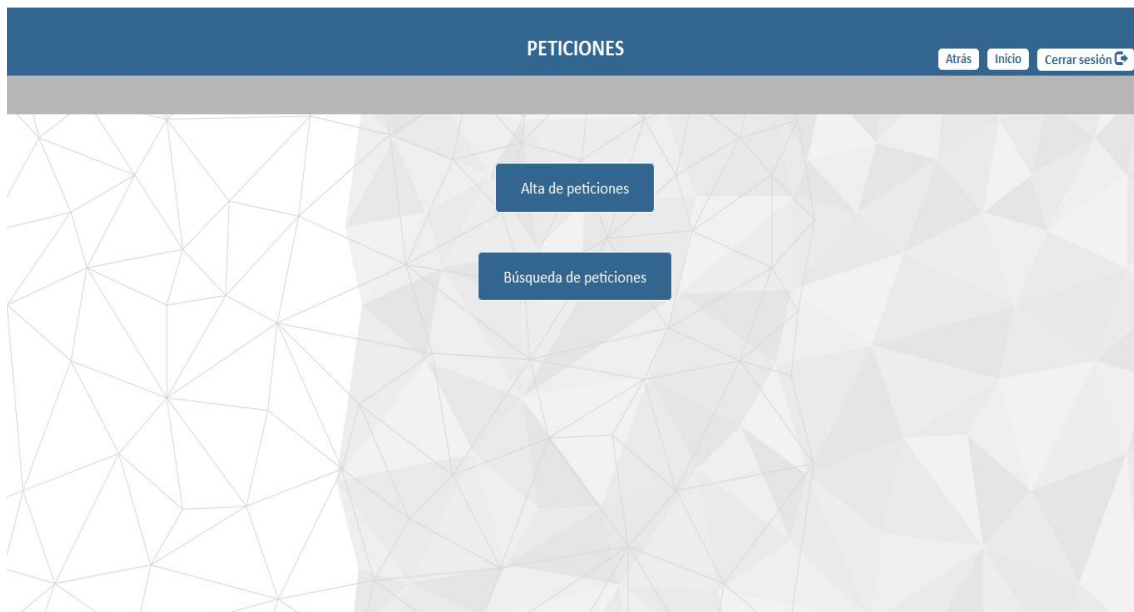 PETICIONES
Atrás Inicio Cerrar sesión
Alta de peticiones
Búsqueda de peticiones